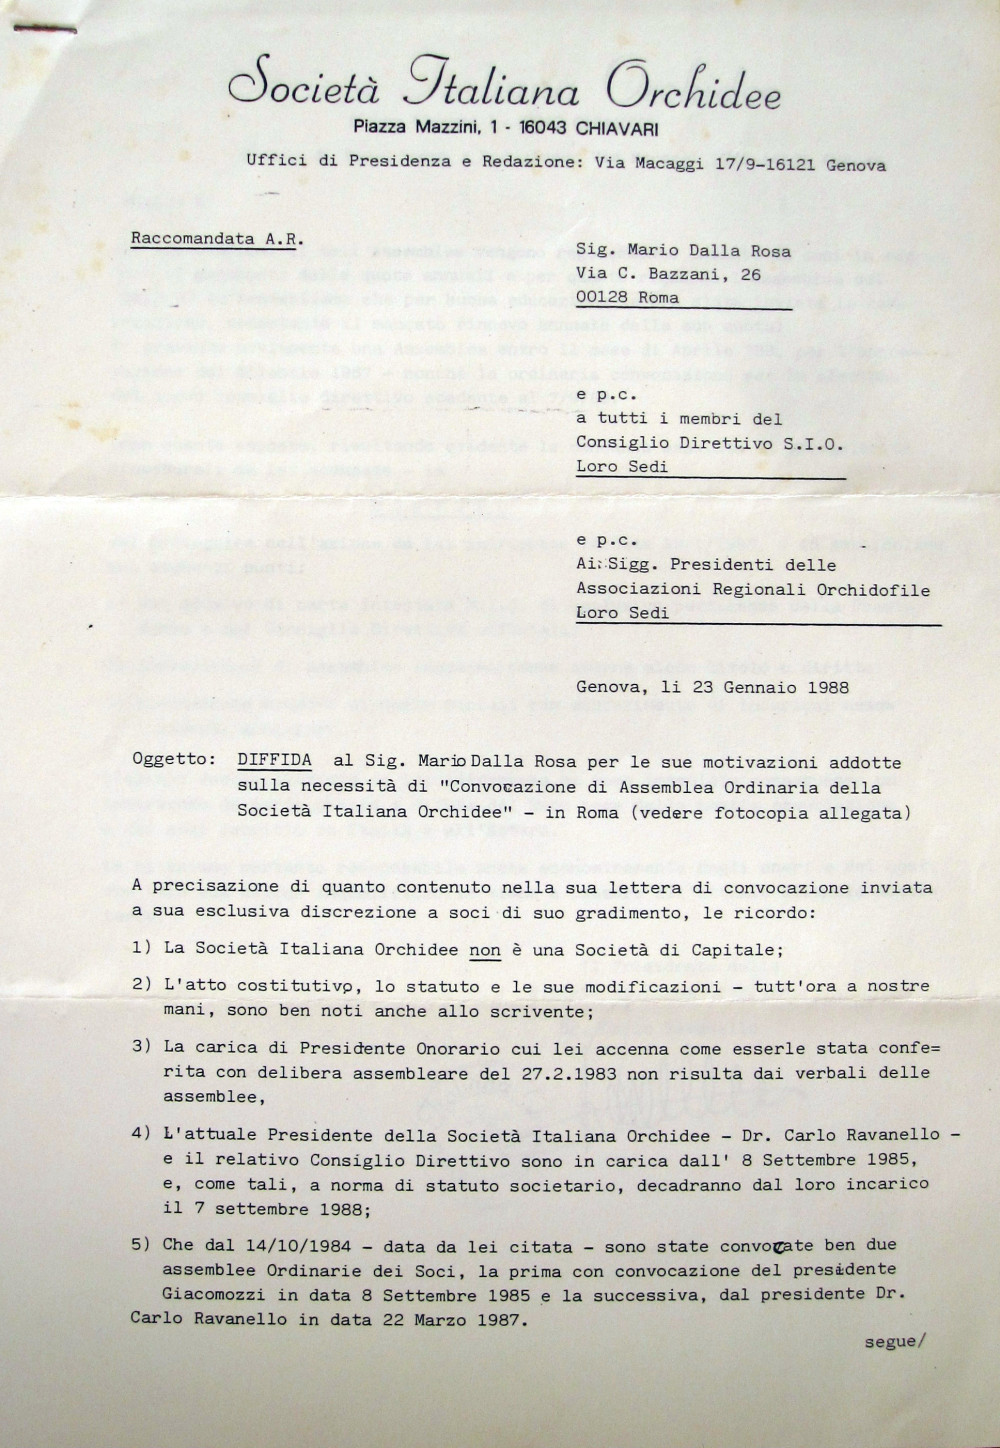 Società Italiana Orchidee
Piazza Mazzini, 1 - 16043 CHIAVARI
Uffici di Presidenza e Redazione: Via Macaggi 17/9-16121 Genova
Raccomandata A.R.
Sig. Mario Dalla Rosa
Via C. Bazzani, 26
00128 Roma
e p.c.
a tutti i membri del
Consiglio Direttivo S.I.O.
Loro Sedi
e p.c.
Ai Sigg. Presidenti delle
Associazioni Regionali Orchidofile
Loro Sedi
Genova, li 23 Gennaio 1988
Oggetto: DIFFIDA al Sig. Mario Dalla Rosa per le sue motivazioni addotte
sulla necessità di "Convocazione di Assemblea Ordinaria della
Società Italiana Orchidee" - in Roma (vedere fotocopia allegata)
A precisazione di quanto contenuto nella sua lettera di convocazione inviata
a sua esclusiva discrezione a soci di suo gradimento, le ricordo:
1) La Società Italiana Orchidee non è una Società di Capitale;
2) L'atto costitutivo, lo statuto e le sue modificazioni - tutt'ora a nostre
mani, sono ben noti anche allo scrivente;
3) La carica di Presidente Onorario cui lei accenna come esserle stata confe=
rita con delibera assembleare del 27.2.1983 non risulta dai verbali delle
assemblee,
4) L'attuale Presidente della Società Italiana Orchidee - Dr. Carlo Ravanello -
e il relativo Consiglio Direttivo sono in carica dall' 8 Settembre 1985,
e, come tali, a norma di statuto societario, decadranno dal loro incarico
il 7 settembre 1988;
5) Che dal 14/10/1984 - data da lei citata - sono state convocate ben due
assemblee Ordinarie dei Soci, la prima con convocazione del presidente
Giacomozzi in data 8 Settembre 1985 e la successiva, dal presidente Dr.
Carlo Ravanello in data 22 Marzo 1987.
segue/